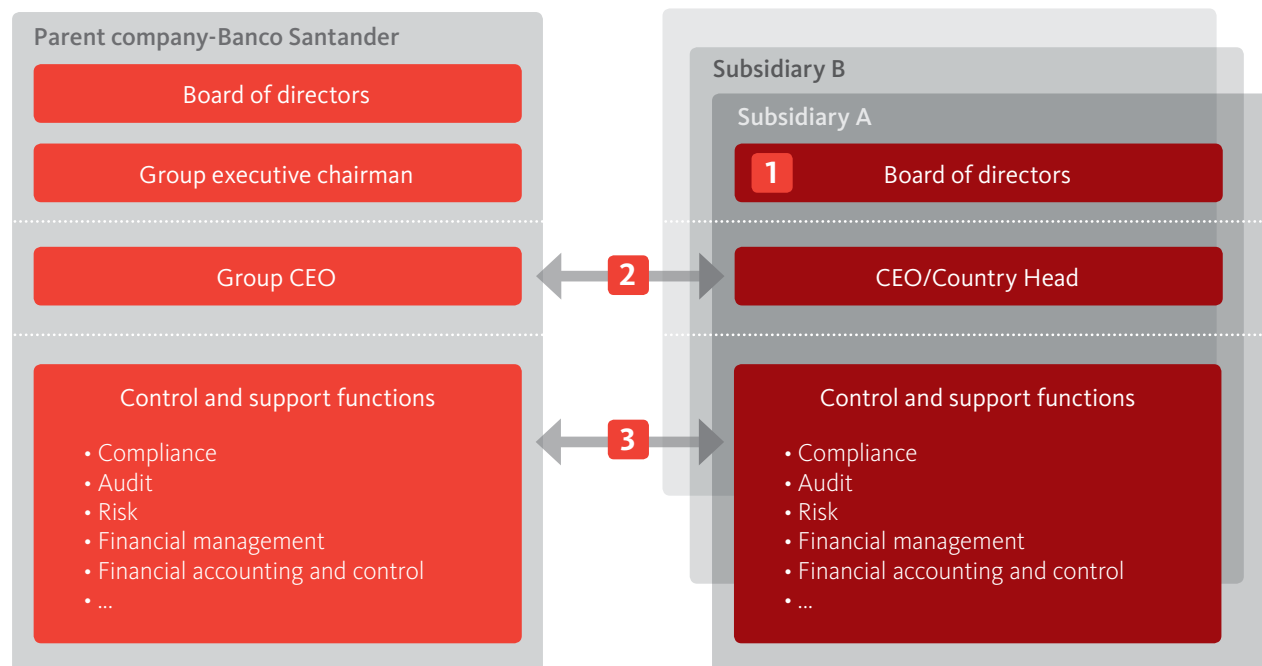 Parent company-Banco Santander
Board of directors
Group executive chairman
Group CEO
Control and support functions
• Compliance
• Audit
• Risk
• Financial management
• Financial accounting and control
• ...
2
3
Subsidiary B
Subsidiary A
1 Board of directors
CEO/Country Head
Control and support functions
• Compliance
• Audit
• Risk
• Financial management
• Financial accounting and control
• ...